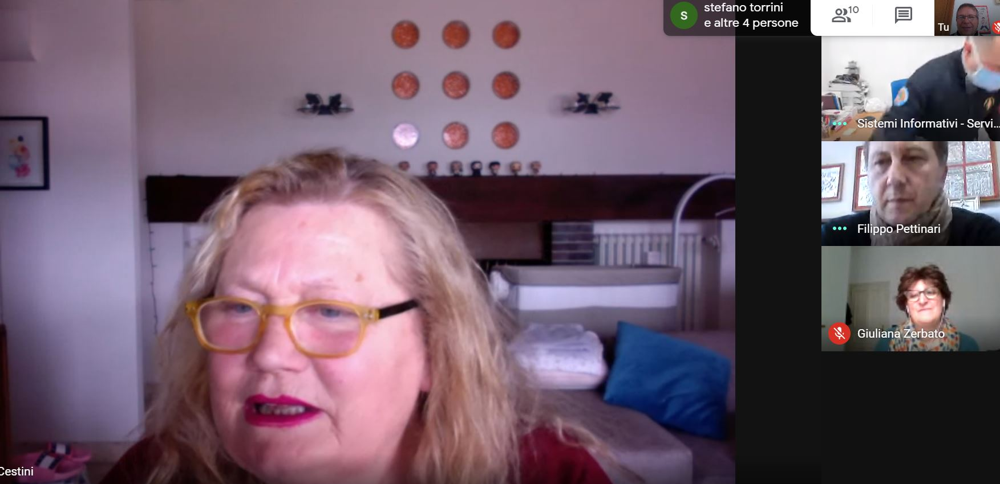 S
stefano torrini
e altre 4 persone
10
Tu
Sistemi Informativi - Servi...
Filippo Pettinari
Giuliana Zerbato
Cestini